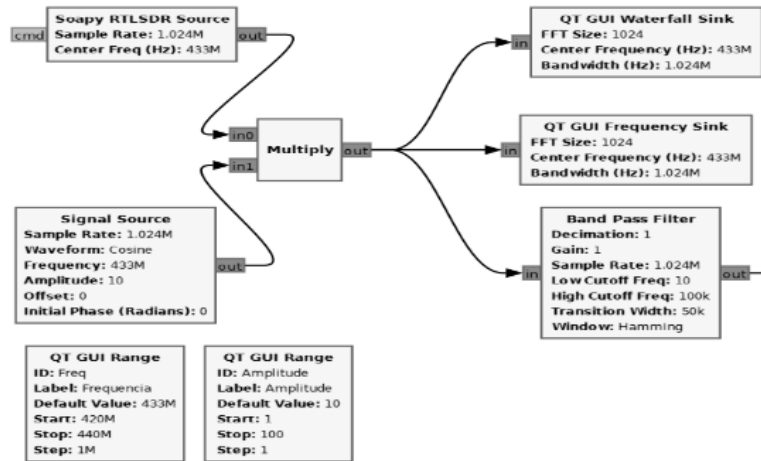 Soapy RTLSDR Source
cmd
Sample Rate: 1.024M
Center Freq (Hz): 433M
out
QT GUI Waterfall Sink
FFT Size: 1024
in
Center Frequency (Hz): 433M
Bandwidth (Hz): 1.024M
in0
Multiply
out
in1
QT GUI Frequency Sink
FFT Size: 1024
in
Center Frequency (Hz): 433M
Bandwidth (Hz): 1.024M
Signal Source
Sample Rate: 1.024M
Waveform: Cosine
Frequency: 433M
out
Amplitude: 10
Offset: 0
Initial Phase (Radians): 0
Band Pass Filter
Decimation: 1
Gain: 1
Sample Rate: 1.024M
in
Low Cutoff Freq: 10
out
High Cutoff Freq: 100k
Transition Width: 50k
Window: Hamming
QT GUI Range
ID: Freq
Label: Frequencia
Default Value: 433M
Start: 420M
Stop: 440M
Step: 1M
QT GUI Range
ID: Amplitude
Label: Amplitude
Default Value: 10
Start: 1
Stop: 100
Step: 1